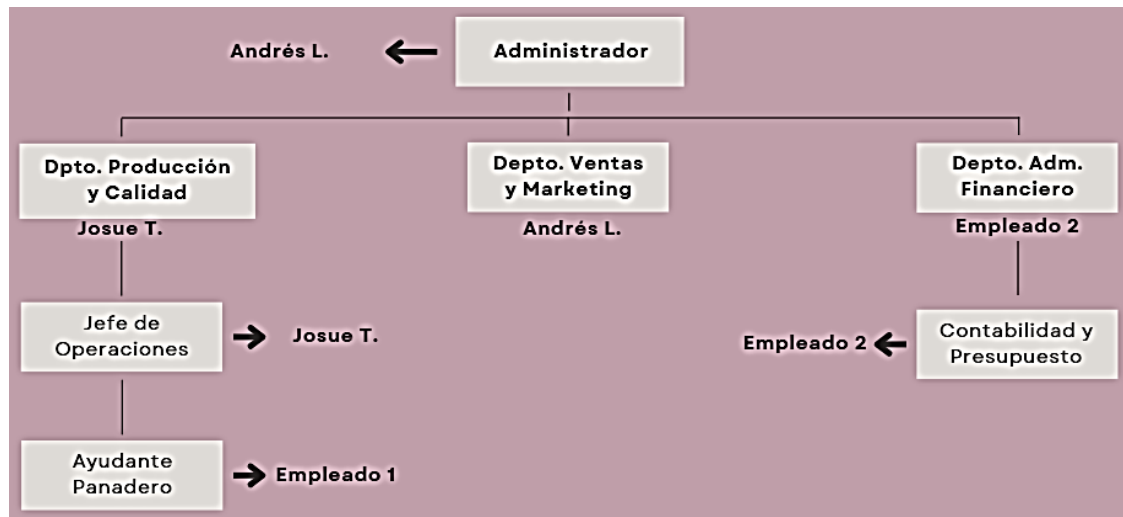 Andrés L.
Administrador
Dpto. Producción
y Calidad
Josue T.
Depto. Ventas
y Marketing
Andrés L.
Depto. Adm.
Financiero
Empleado 2
Jefe de
Operaciones
Josue T.
Empleado 2
Contabilidad y
Presupuesto
Ayudante
Panadero
Empleado 1